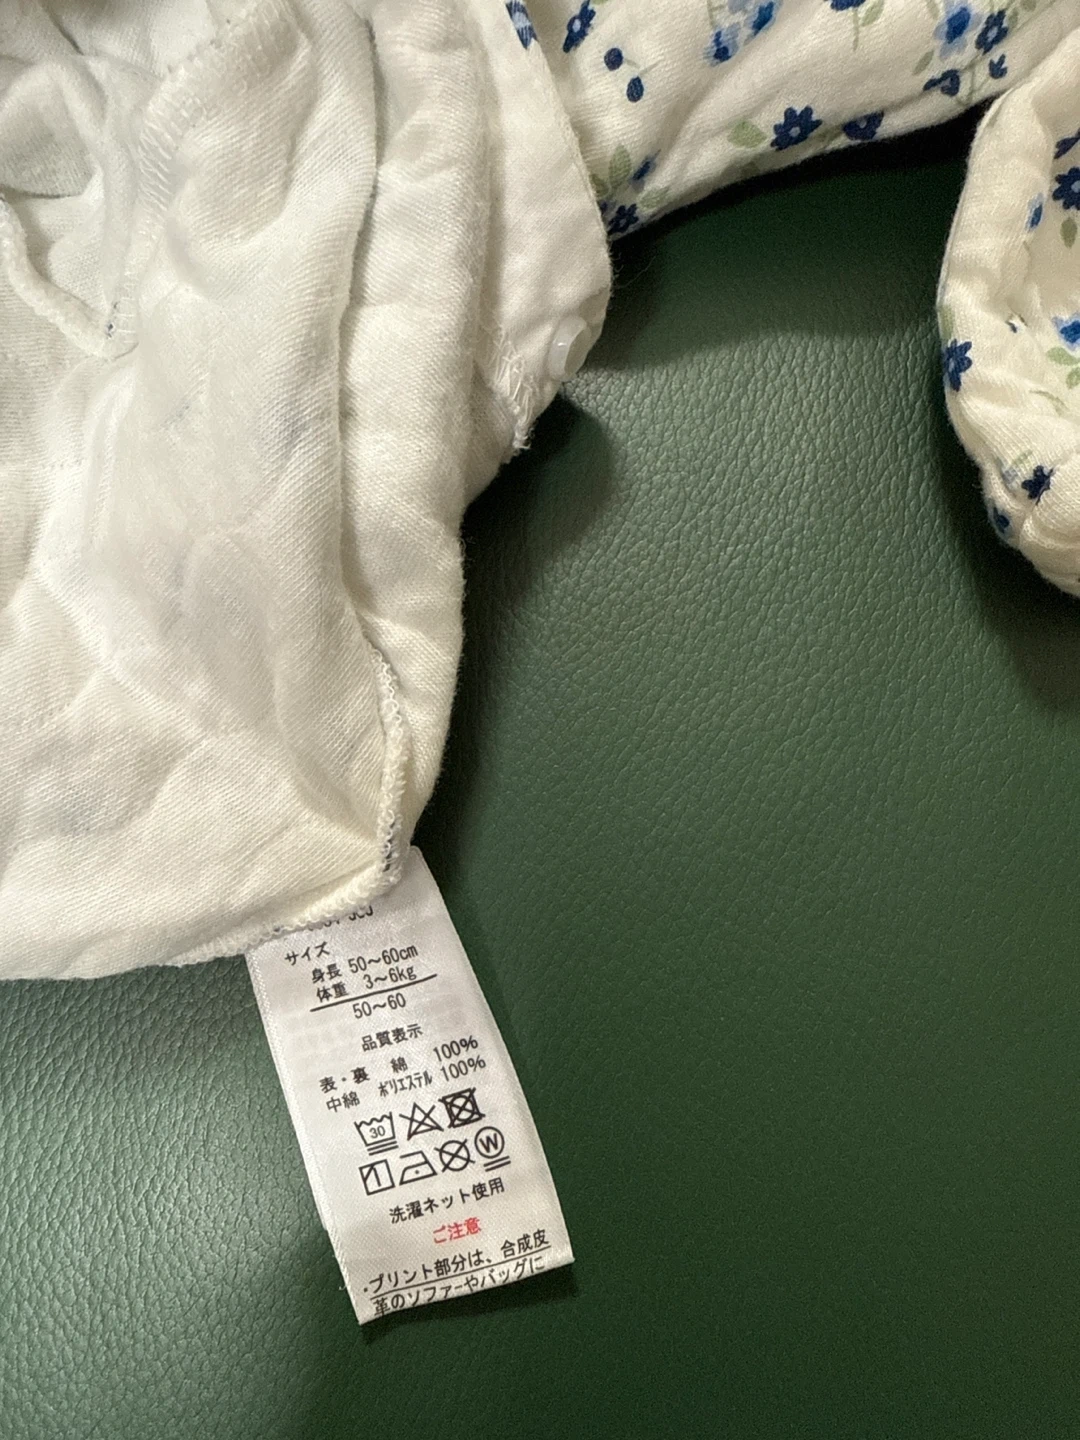 サイズ
身長 50～60cm
体重 3～6kg
50～60
品質表示
表・裏 綿 100%
中綿 ポリエステル 100%
30
W
洗濯ネット使用
ご注意
・プリント部分は、合成皮
革のソファーやバッグに